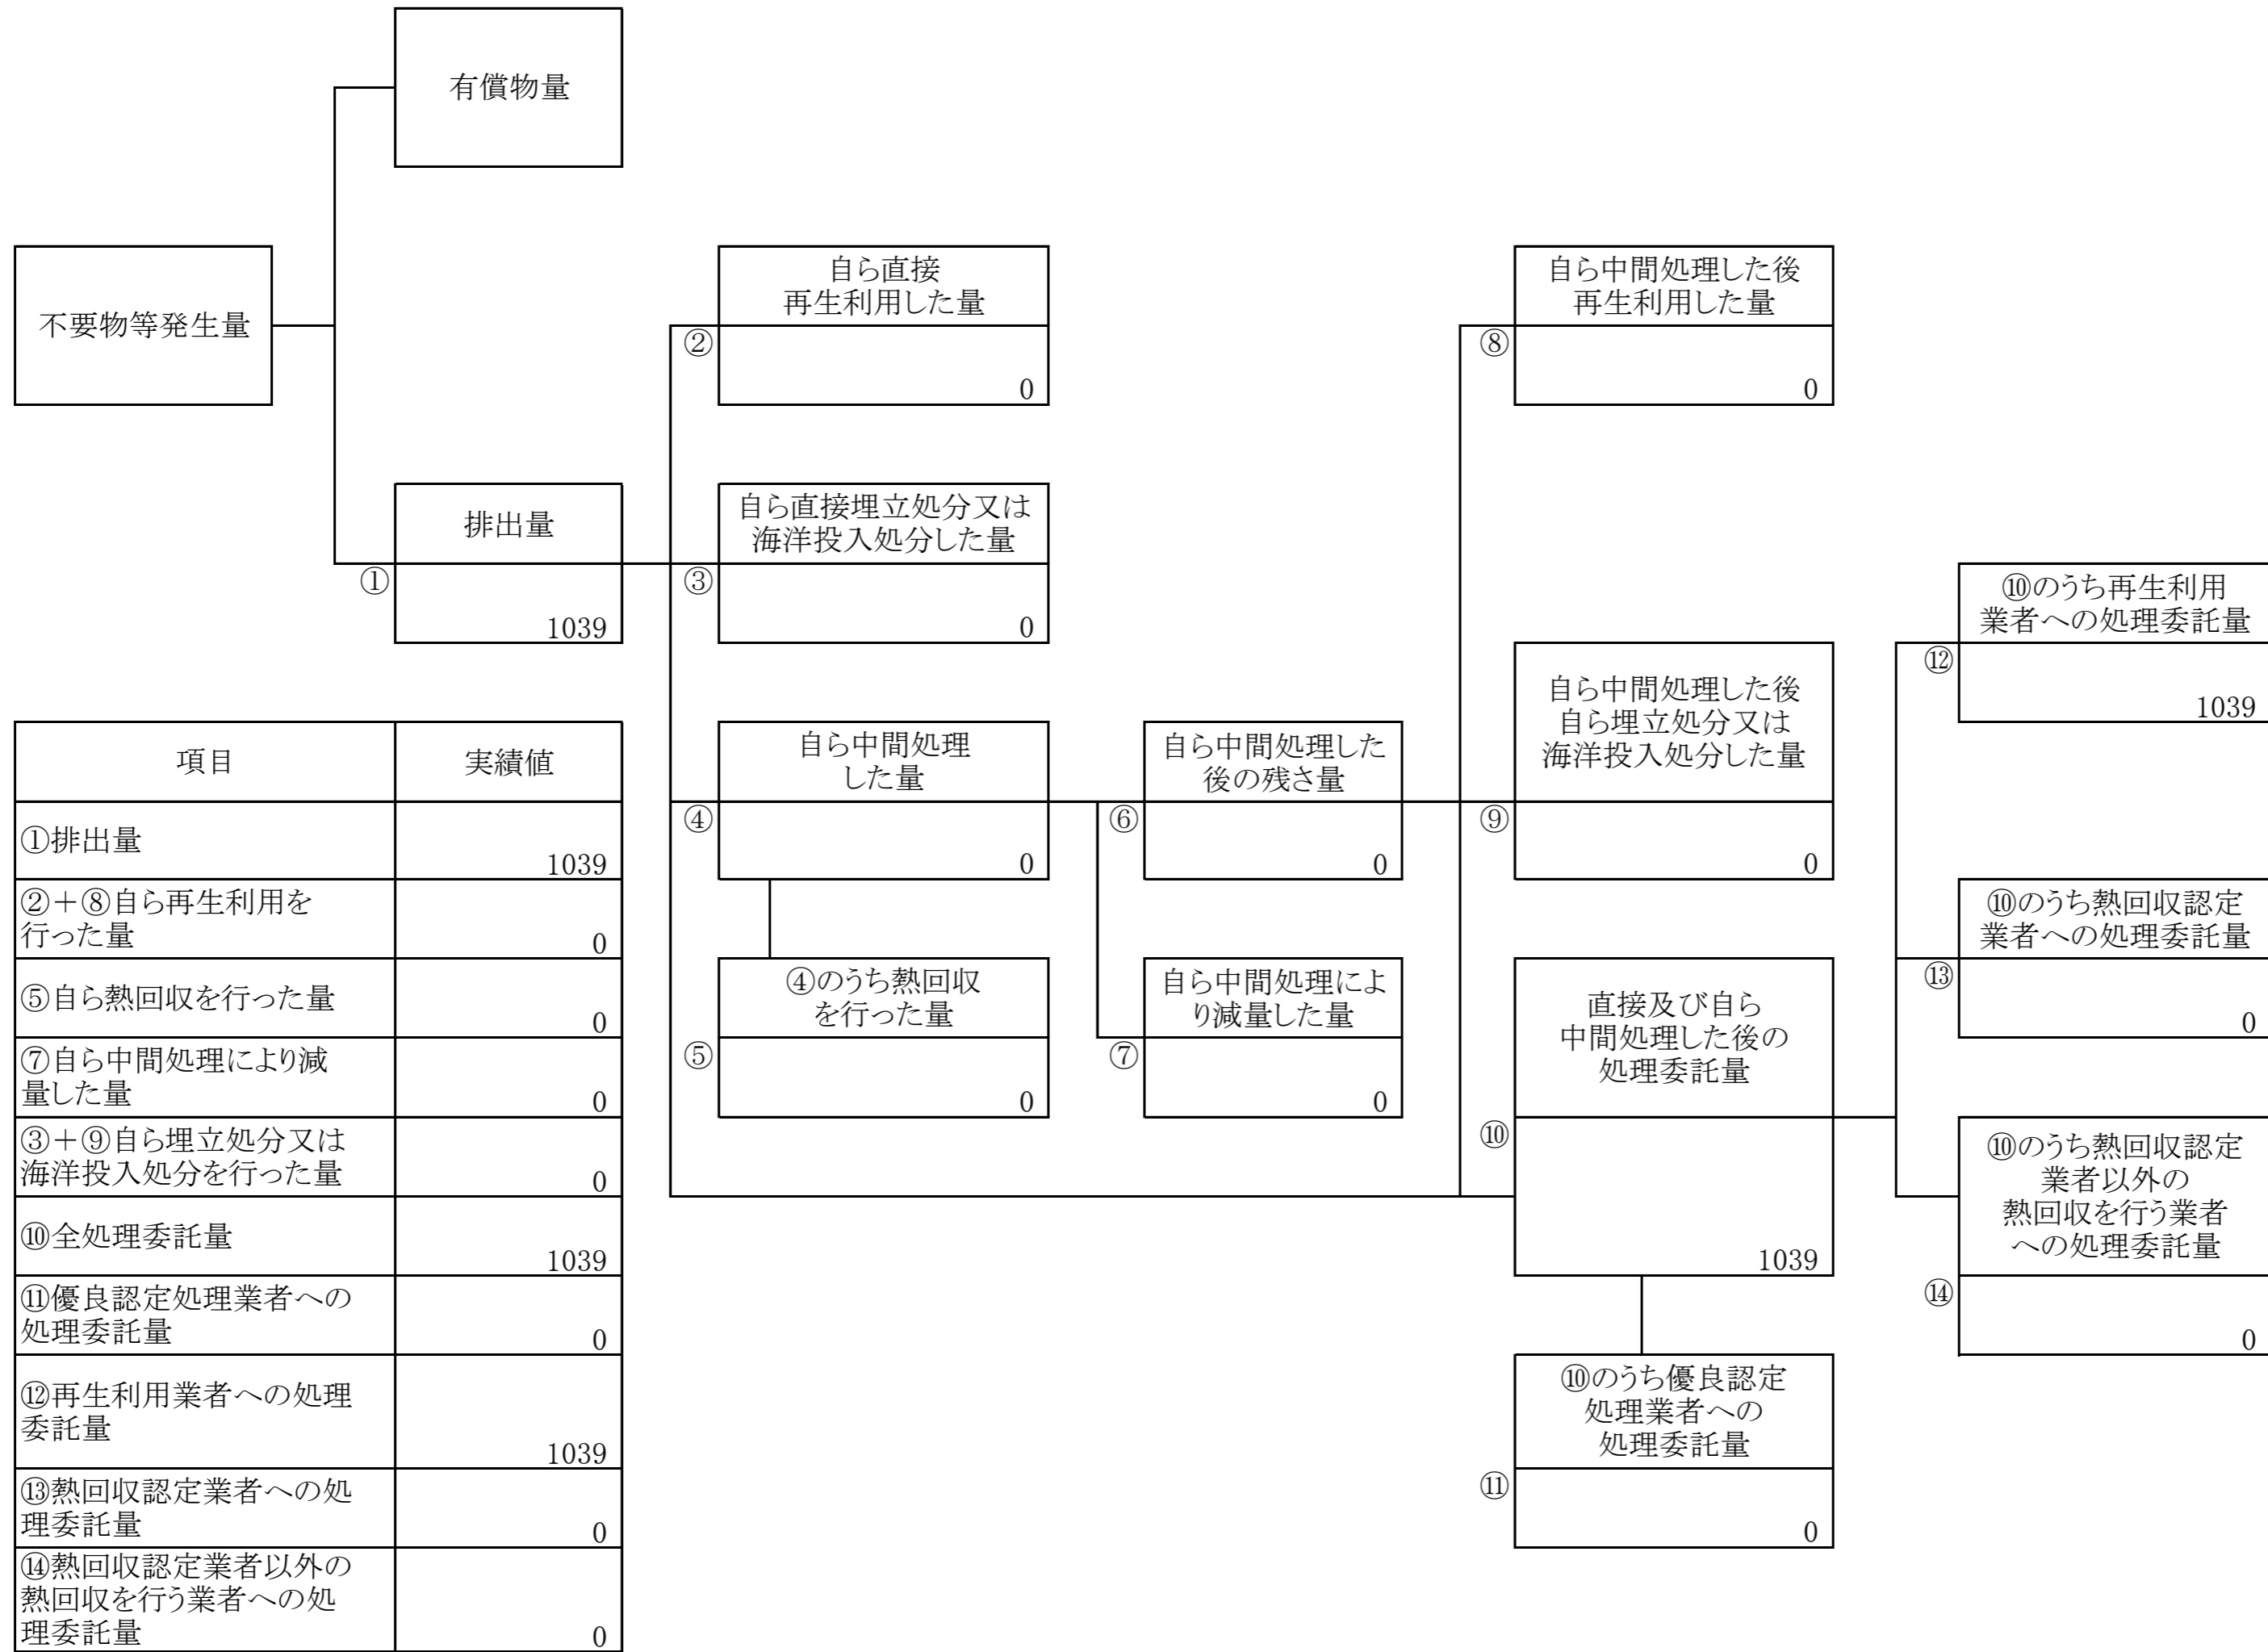 有償物量
不要物等発生量
排出量
①
1039
自ら直接
再生利用した量
②
0
自ら直接埋立処分又は
海洋投入処分した量
③
0
自ら中間処理
した量
④
0
④のうち熱回収
を行った量
⑤
0
自ら中間処理した
後の残さ量
⑥
0
自ら中間処理によ
り減量した量
⑦
0
自ら中間処理した後
再生利用した量
⑧
0
自ら中間処理した後
自ら埋立処分又は
海洋投入処分した量
⑨
0
直接及び自ら
中間処理した後の
処理委託量
⑩
1039
⑩のうち優良認定
処理業者への
処理委託量
⑪
0
⑩のうち再生利用
業者への処理委託量
⑫
1039
⑩のうち熱回収認定
業者への処理委託量
⑬
0
⑩のうち熱回収認定
業者以外の
熱回収を行う業者
への処理委託量
⑭
0
項目 実績値
①排出量
1039
②+⑧自ら再生利用を
行った量
0
⑤自ら熱回収を行った量
0
⑦自ら中間処理により減
量した量
0
③+⑨自ら埋立処分又は
海洋投入処分を行った量
0
⑩全処理委託量
1039
⑪優良認定処理業者への
処理委託量
0
⑫再生利用業者への処理
委託量
1039
⑬熱回収認定業者への処
理委託量
0
⑭熱回収認定業者以外の
熱回収を行う業者への処
理委託量
0